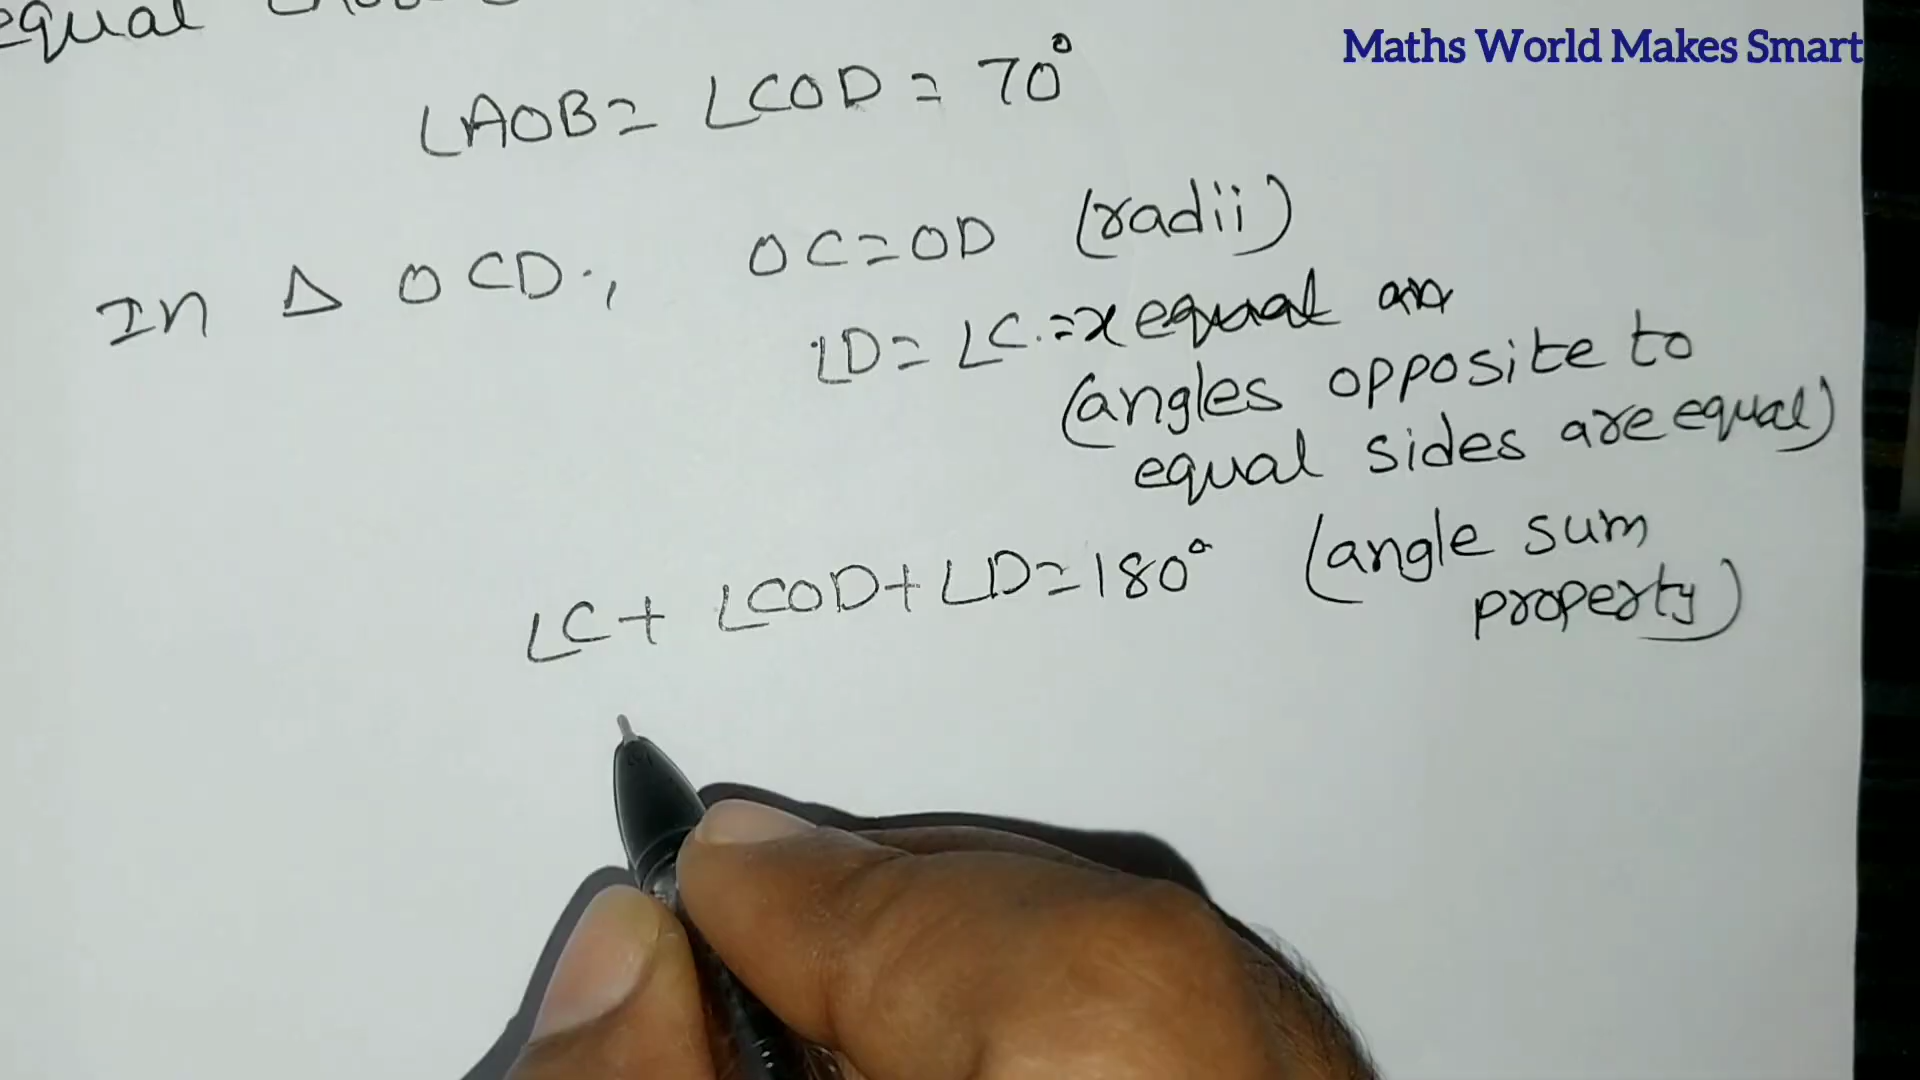 equal
Maths World Makes Smart
∠AOB = ∠COD = 70°
In Δ OCD, OC = OD (radii)
∠D = ∠C = x equal
(angles opposite to
equal sides are equal)
∠C + ∠COD + ∠D = 180° (angle sum
property)